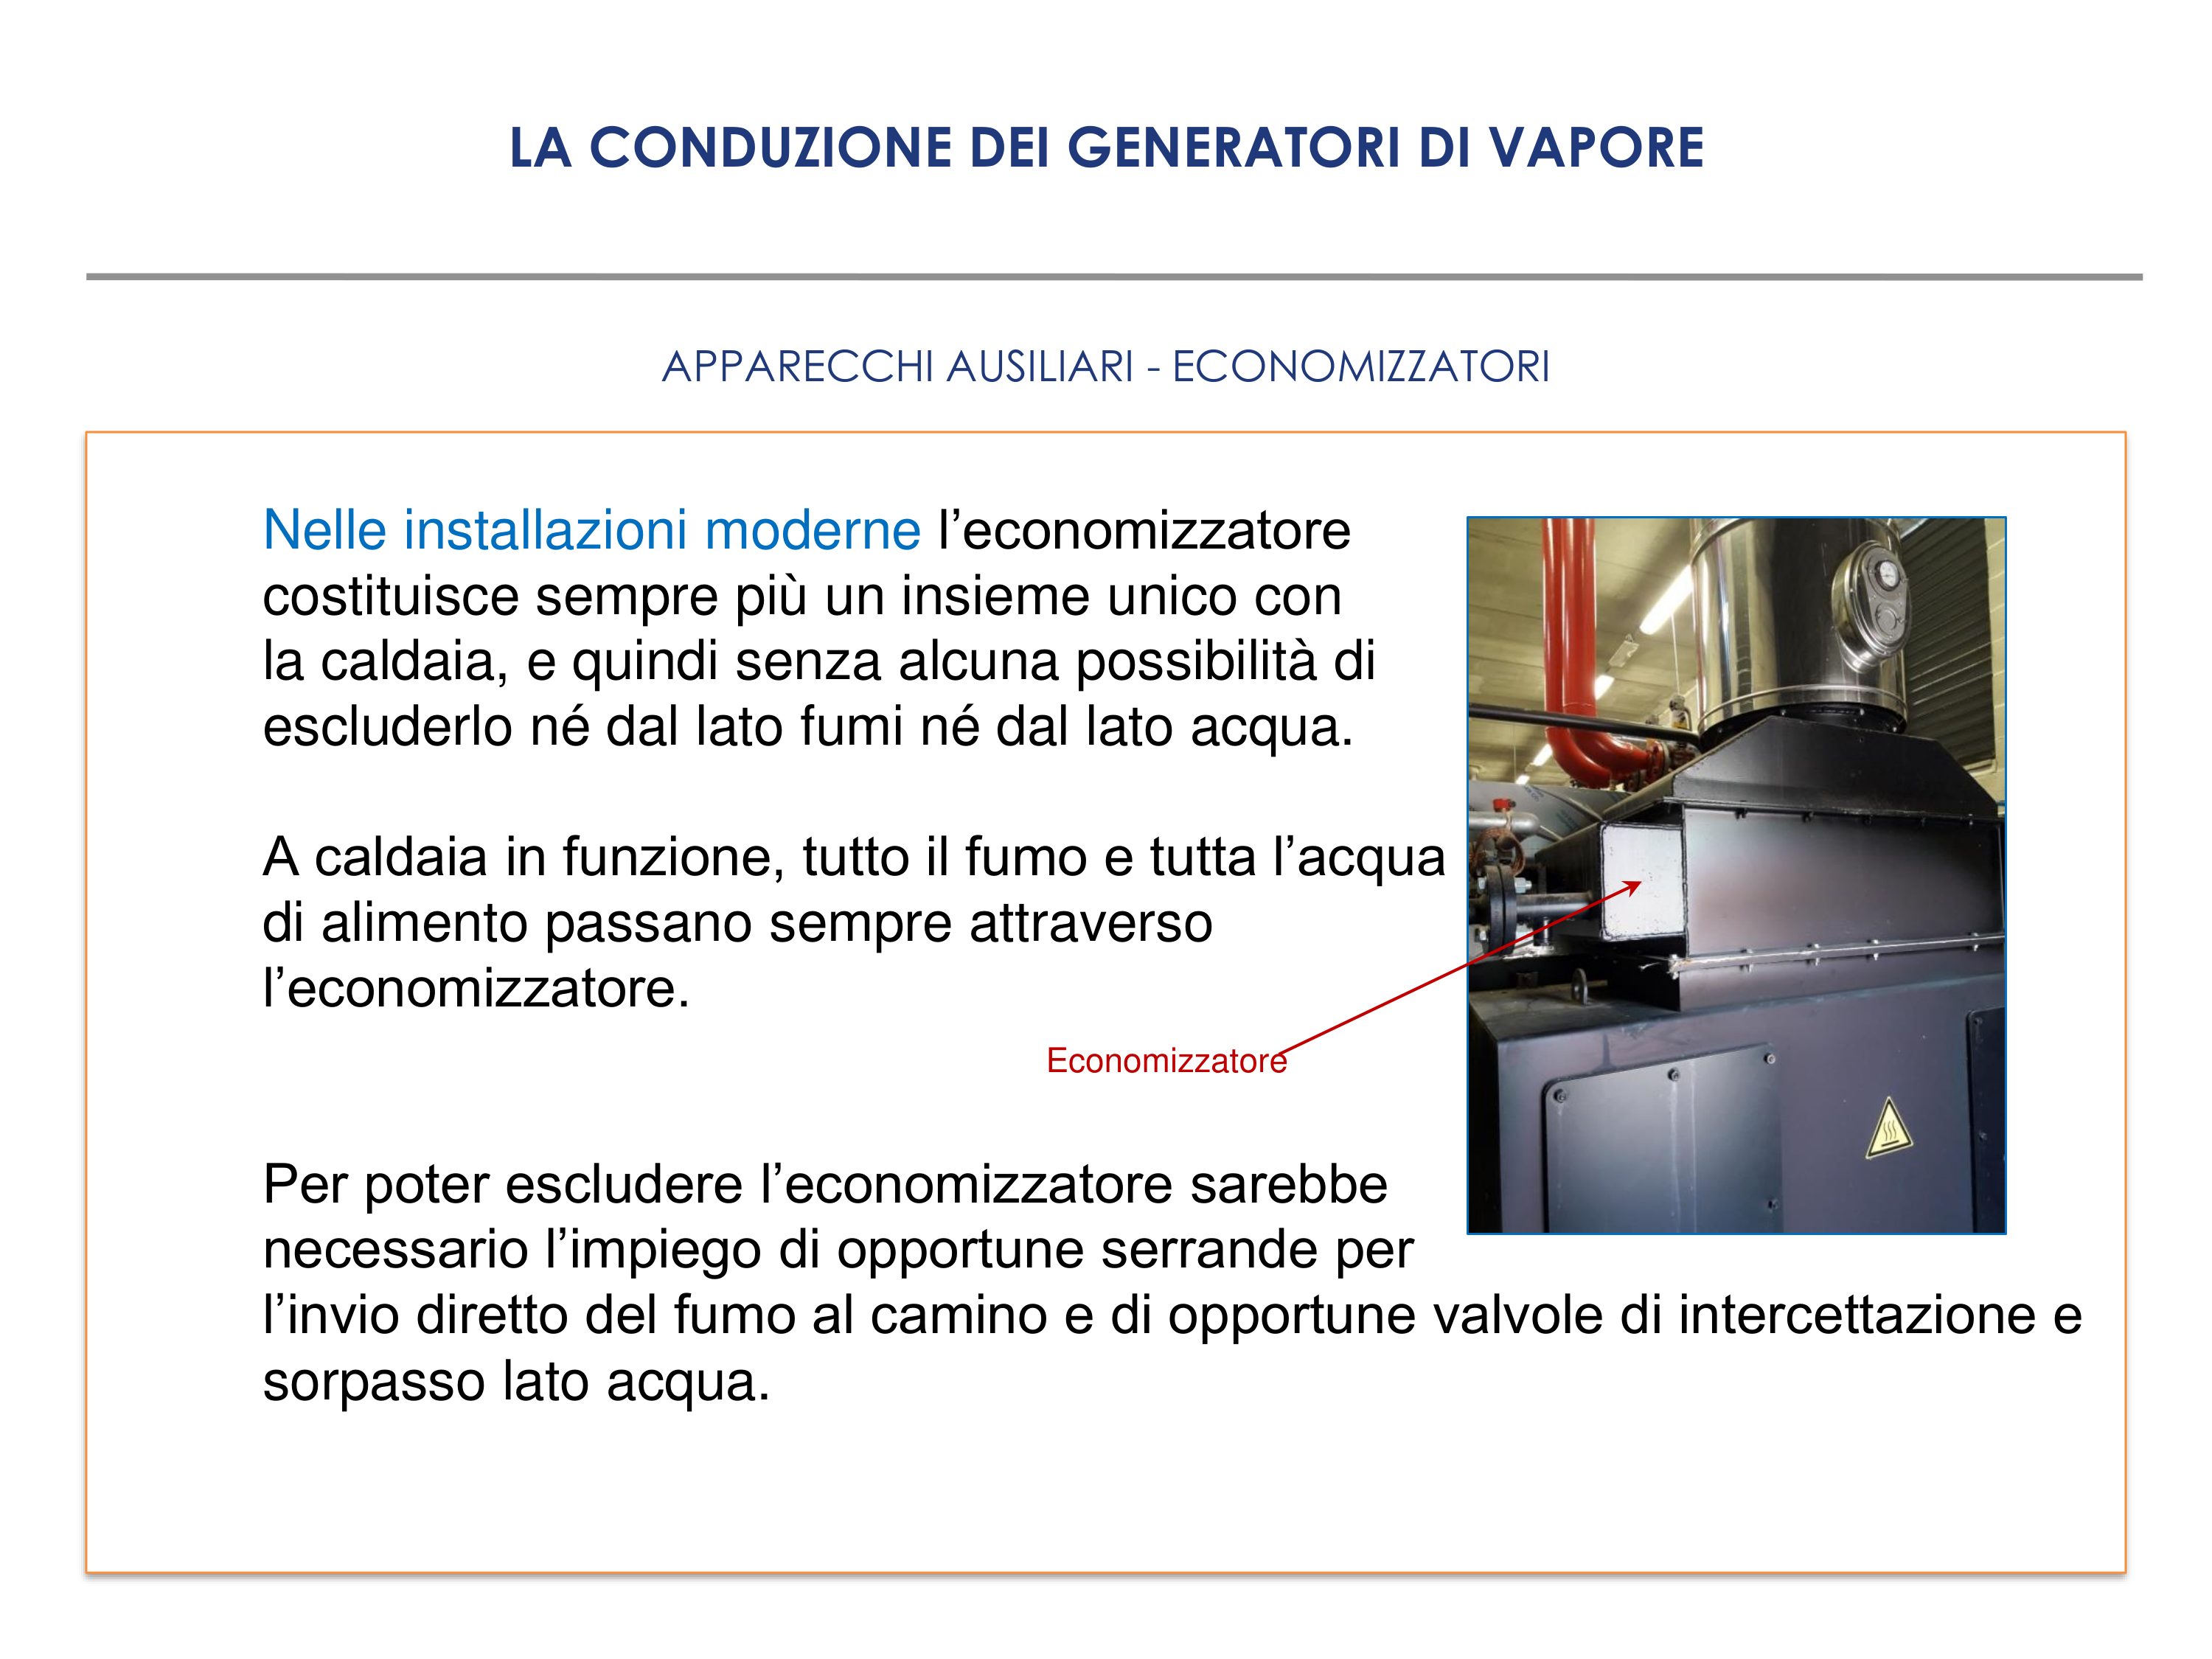 LA CONDUZIONE DEI GENERATORI DI VAPORE
APPARECCHI AUSILIARI - ECONOMIZZATORI
Nelle installazioni moderne l’economizzatore
costituisce sempre più un insieme unico con
la caldaia, e quindi senza alcuna possibilità di
escluderlo né dal lato fumi né dal lato acqua.
A caldaia in funzione, tutto il fumo e tutta l’acqua
di alimento passano sempre attraverso
l’economizzatore.
Economizzatore
Per poter escludere l’economizzatore sarebbe
necessario l’impiego di opportune serrande per
l’invio diretto del fumo al camino e di opportune valvole di intercettazione e
sorpasso lato acqua.